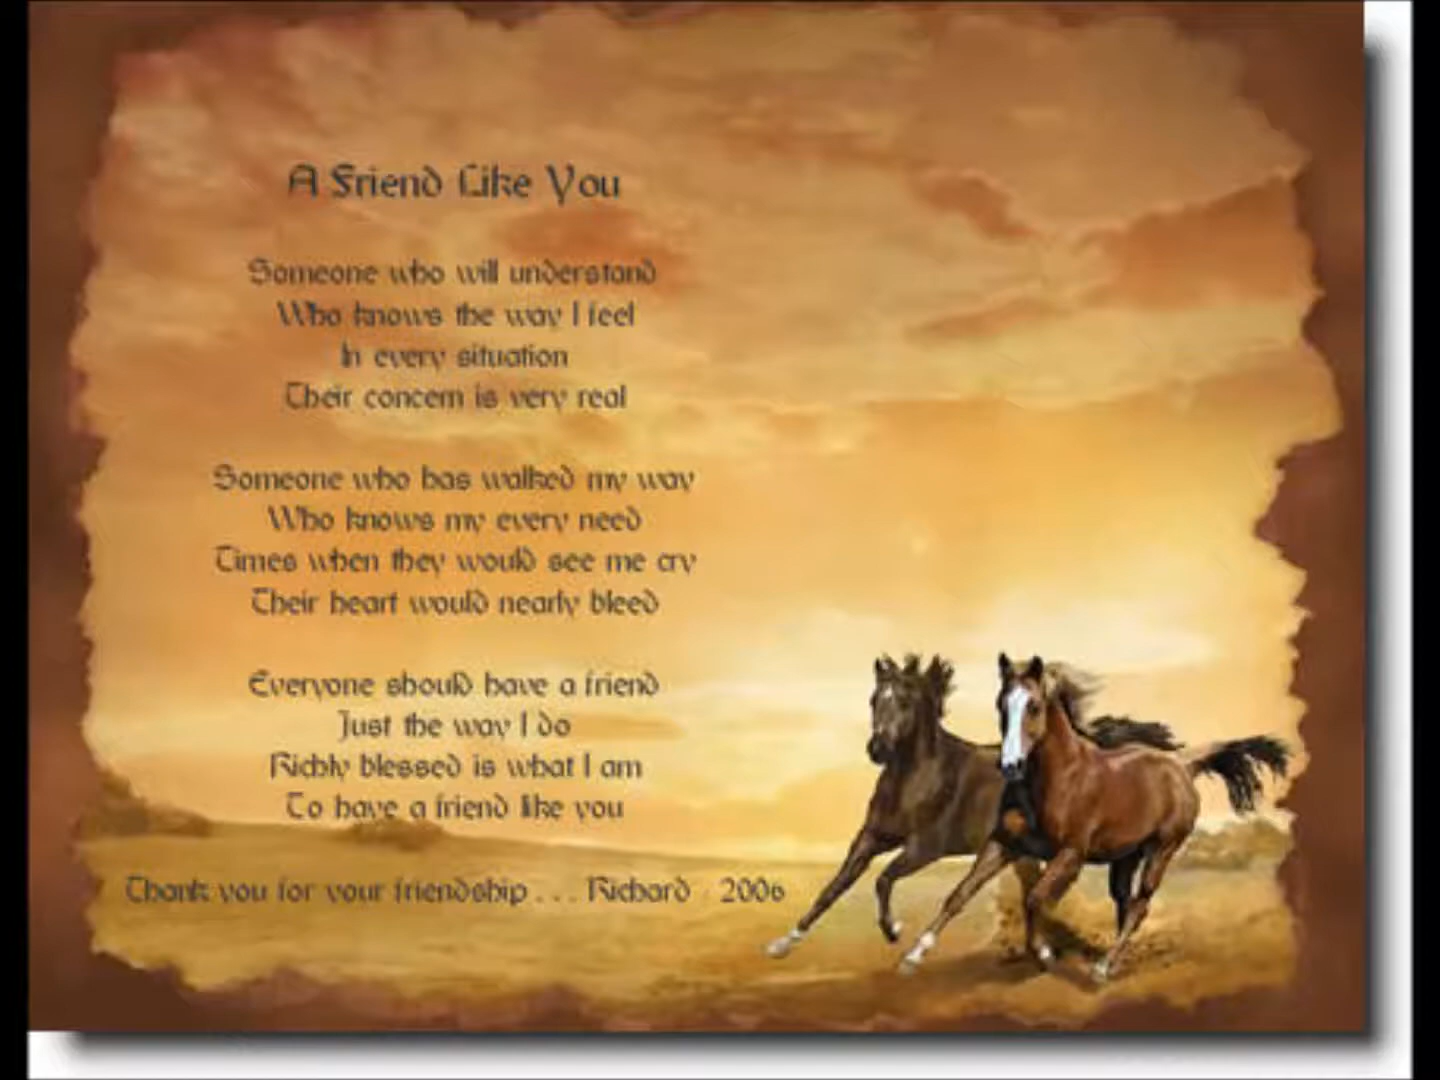 A Friend Like You
Someone who will understand
Who knows the way I feel
In every situation
Their concern is very real
Someone who has walked my way
Who knows my every need
Times when they would see me cry
Their heart would nearly bleed
Everyone should have a friend
Just the way I do
Richly blessed is what I am
To have a friend like you
Thank you for your friendship . . . Richard - 2006